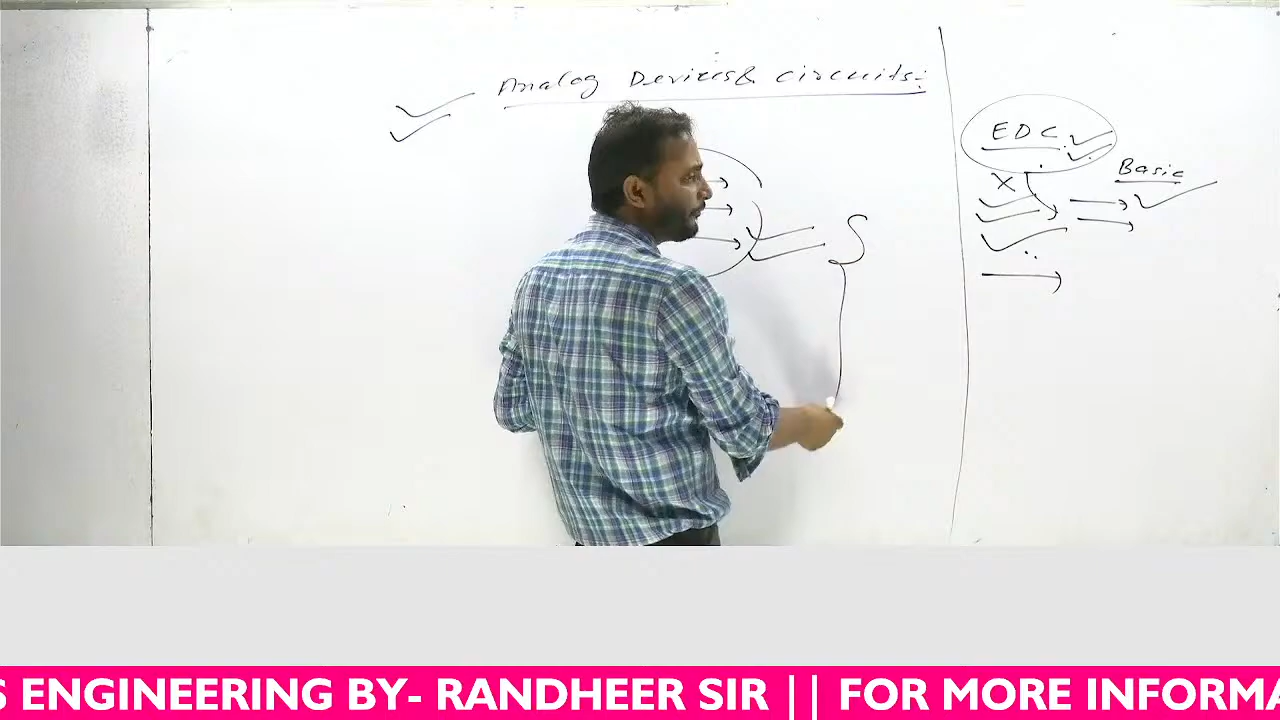 Analog Devices & circuits:
EDC
Basic
S
S ENGINEERING BY- RANDHEER SIR || FOR MORE INFORMA